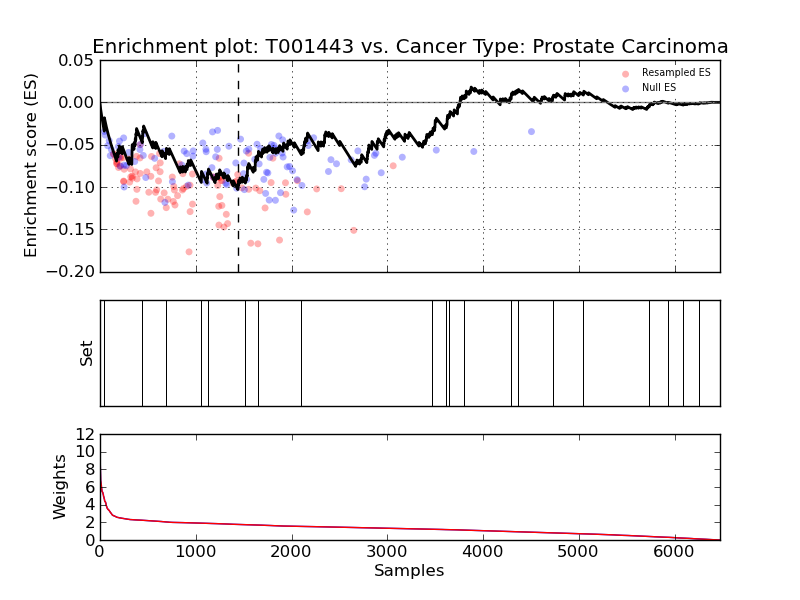 Enrichment plot: T001443 vs. Cancer Type: Prostate Carcinoma
Enrichment score (ES)
0.05
0.00
−0.05
−0.10
−0.15
−0.20
Resampled ES
Null ES
Set
Weights
12
10
8
6
4
2
0
0 1000 2000 3000 4000 5000 6000
Samples